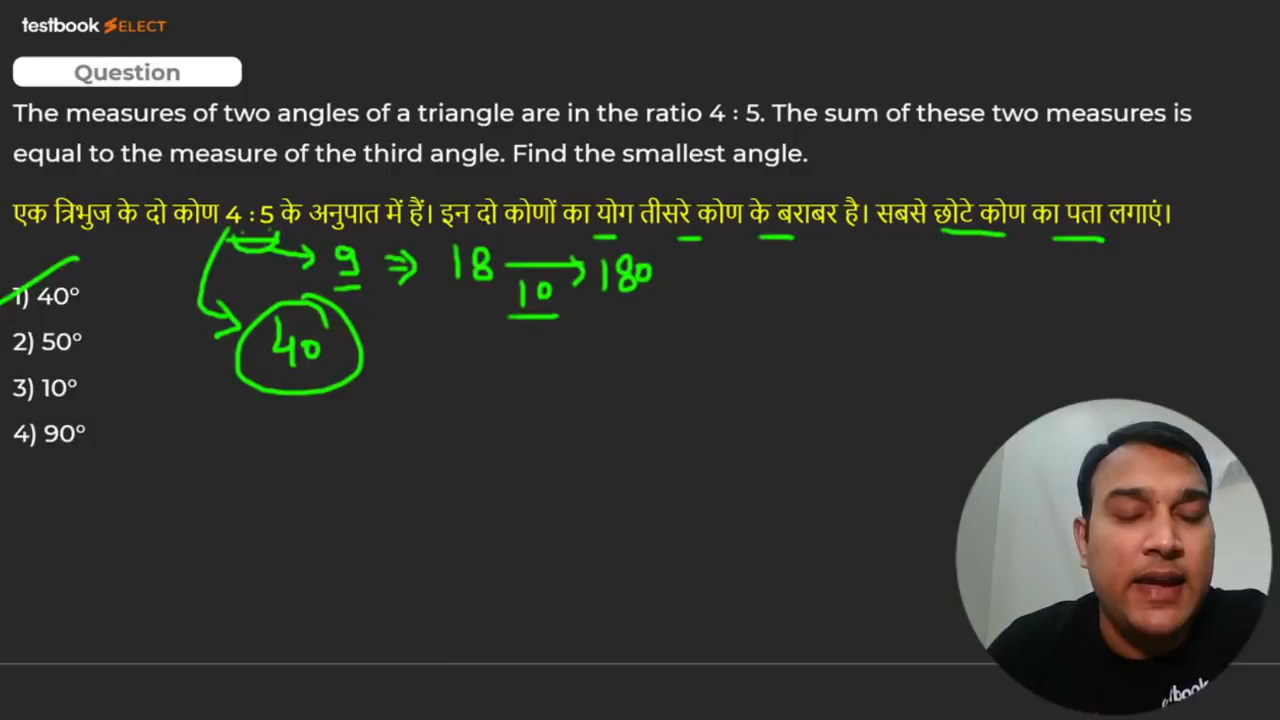 testbook SELECT
Question
The measures of two angles of a triangle are in the ratio 4 : 5. The sum of these two measures is
equal to the measure of the third angle. Find the smallest angle.
एक त्रिभुज के दो कोण 4 : 5 के अनुपात में हैं। इन दो कोणों का योग तीसरे कोण के बराबर है। सबसे छोटे कोण का पता लगाएं।
9 ⇒ 18 → 180
10
1) 40°
40
2) 50°
3) 10°
4) 90°